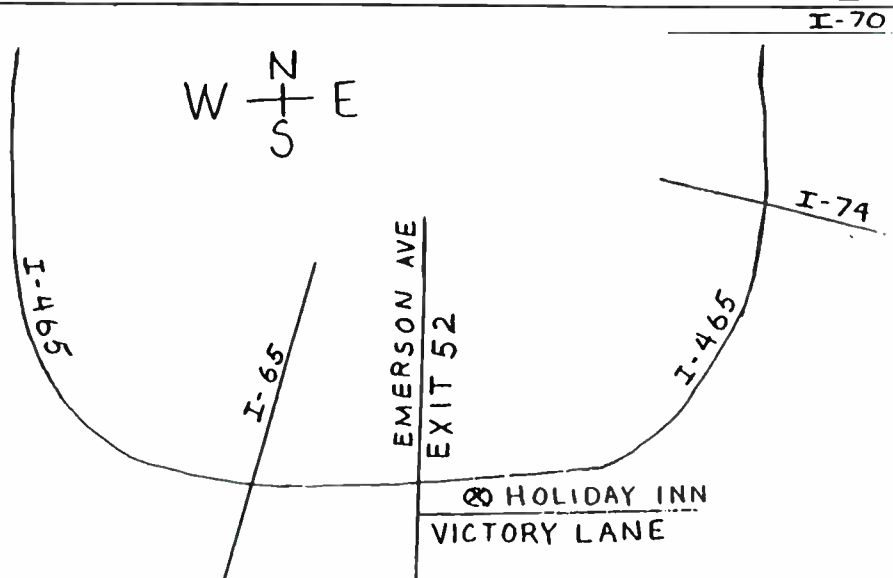 I-70
N
W E
S
I-74
I-465
EMERSON AVE
EXIT 52
I-465
I-65
HOLIDAY INN
VICTORY LANE